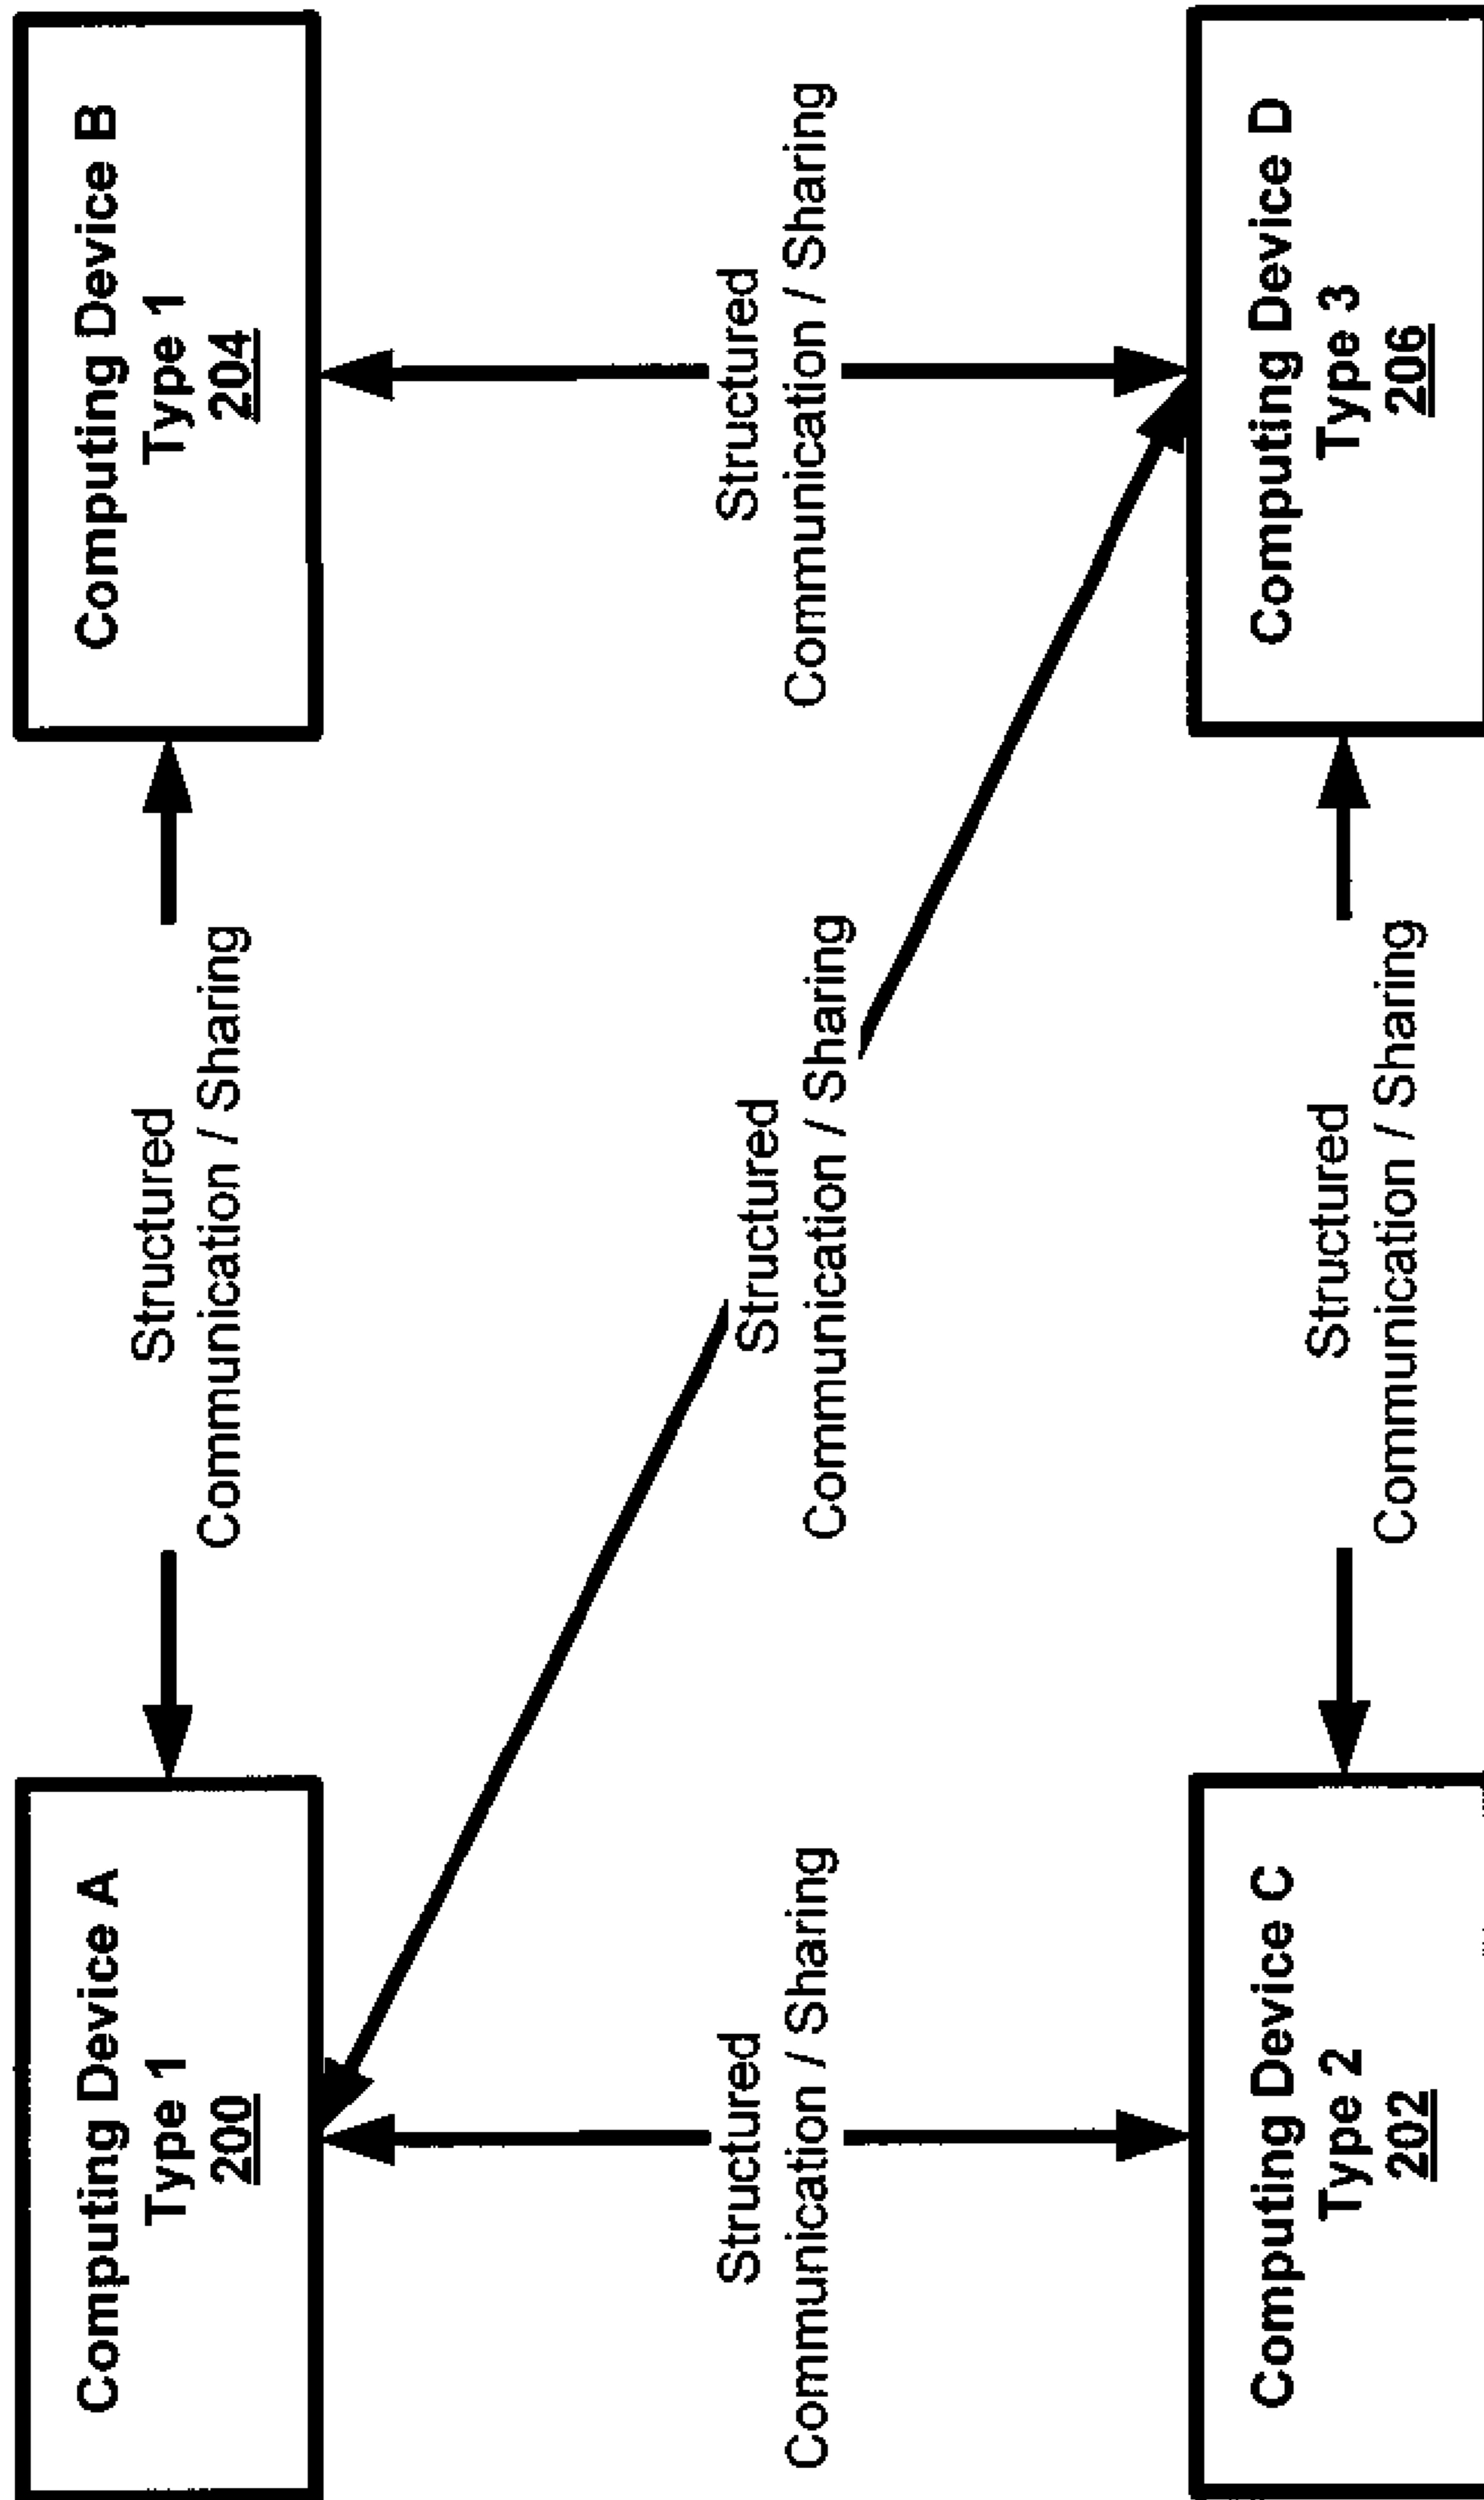 Computing Device A
Type 1
200
Structured
Communication / Sharing
Computing Device B
Type 1
204
Structured
Communication / Sharing
Structured
Communication / Sharing
Structured
Communication / Sharing
Computing Device C
Type 2
202
Structured
Communication / Sharing
Computing Device D
Type 3
206